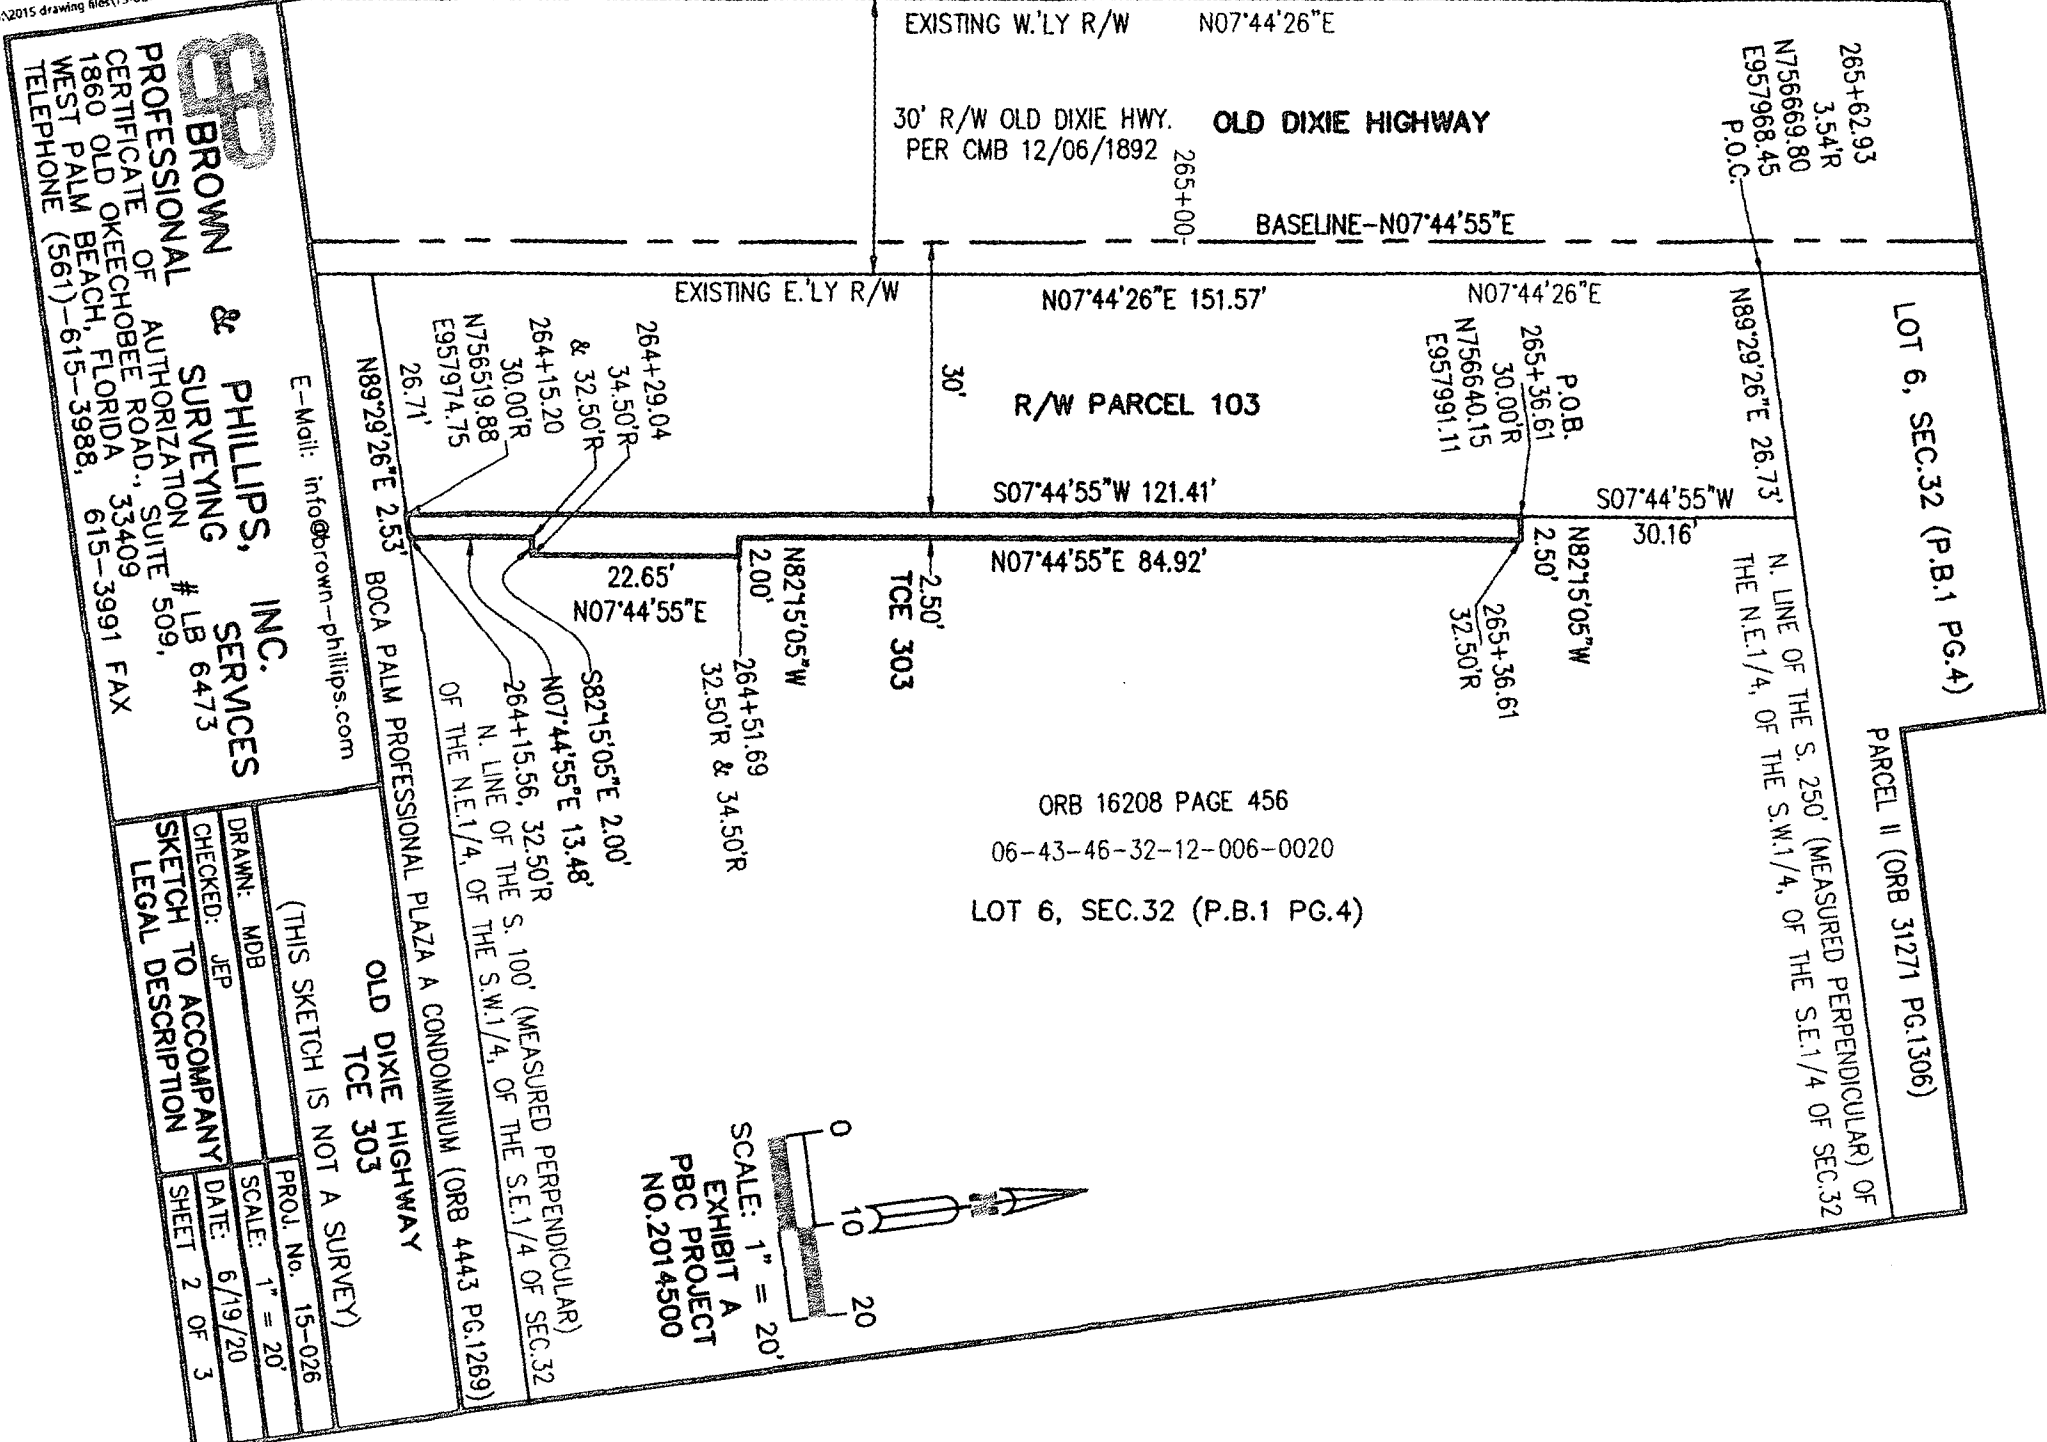 :\2015 drawing files\15-02
EXISTING W.'LY R/W N07°44'26"E
30' R/W OLD DIXIE HWY.
PER CMB 12/06/1892
OLD DIXIE HIGHWAY
265+00
BASELINE-N07°44'55"E
265+62.93
3.54'R
N756669.80
E957968.45
P.O.C.
EXISTING E.'LY R/W
N07°44'26"E 151.57'
N07°44'26"E
N89°29'26"E 26.73'
LOT 6, SEC.32 (P.B.1 PG.4)
PARCEL II (ORB 31271 PG.1306)
N. LINE OF THE S. 250' (MEASURED PERPENDICULAR) OF
THE N.E.1/4, OF THE S.W.1/4, OF THE S.E.1/4 OF SEC.32
P.O.B.
265+36.61
30.00'R
N756640.15
E957991.11
30'
R/W PARCEL 103
264+29.04
34.50'R
& 32.50'R
264+15.20
30.00'R
N756519.88
E957974.75
26.71'
N89°29'26"E 2.53'
S07°44'55"W 121.41'
S07°44'55"W
30.16'
N82°15'05"W
2.50'
265+36.61
32.50'R
N07°44'55"E 84.92'
2.50'
TCE 303
N82°15'05"W
2.00'
22.65'
N07°44'55"E
264+51.69
32.50'R & 34.50'R
S82°15'05"E 2.00'
N07°44'55"E 13.48'
264+15.56, 32.50'R
N. LINE OF THE S. 100' (MEASURED PERPENDICULAR)
OF THE N.E.1/4, OF THE S.W.1/4, OF THE S.E.1/4 OF SEC.32
BOCA PALM PROFESSIONAL PLAZA A CONDOMINIUM (ORB 4443 PG.1269)
ORB 16208 PAGE 456
06-43-46-32-12-006-0020
LOT 6, SEC.32 (P.B.1 PG.4)
0 10 20
SCALE: 1" = 20'
EXHIBIT A
PBC PROJECT
NO.2014500
E-Mail: info@brown-phillips.com
BP
BROWN & PHILLIPS, INC.
PROFESSIONAL SURVEYING SERVICES
CERTIFICATE OF AUTHORIZATION # LB 6473
1860 OLD OKEECHOBEE ROAD., SUITE 509,
WEST PALM BEACH, FLORIDA 33409
TELEPHONE (561)-615-3988, 615-3991 FAX
OLD DIXIE HIGHWAY
TCE 303
(THIS SKETCH IS NOT A SURVEY)
DRAWN: MDB
PROJ. No. 15-026
CHECKED: JEP
SCALE: 1" = 20'
SKETCH TO ACCOMPANY
LEGAL DESCRIPTION
DATE: 6/19/20
SHEET 2 OF 3